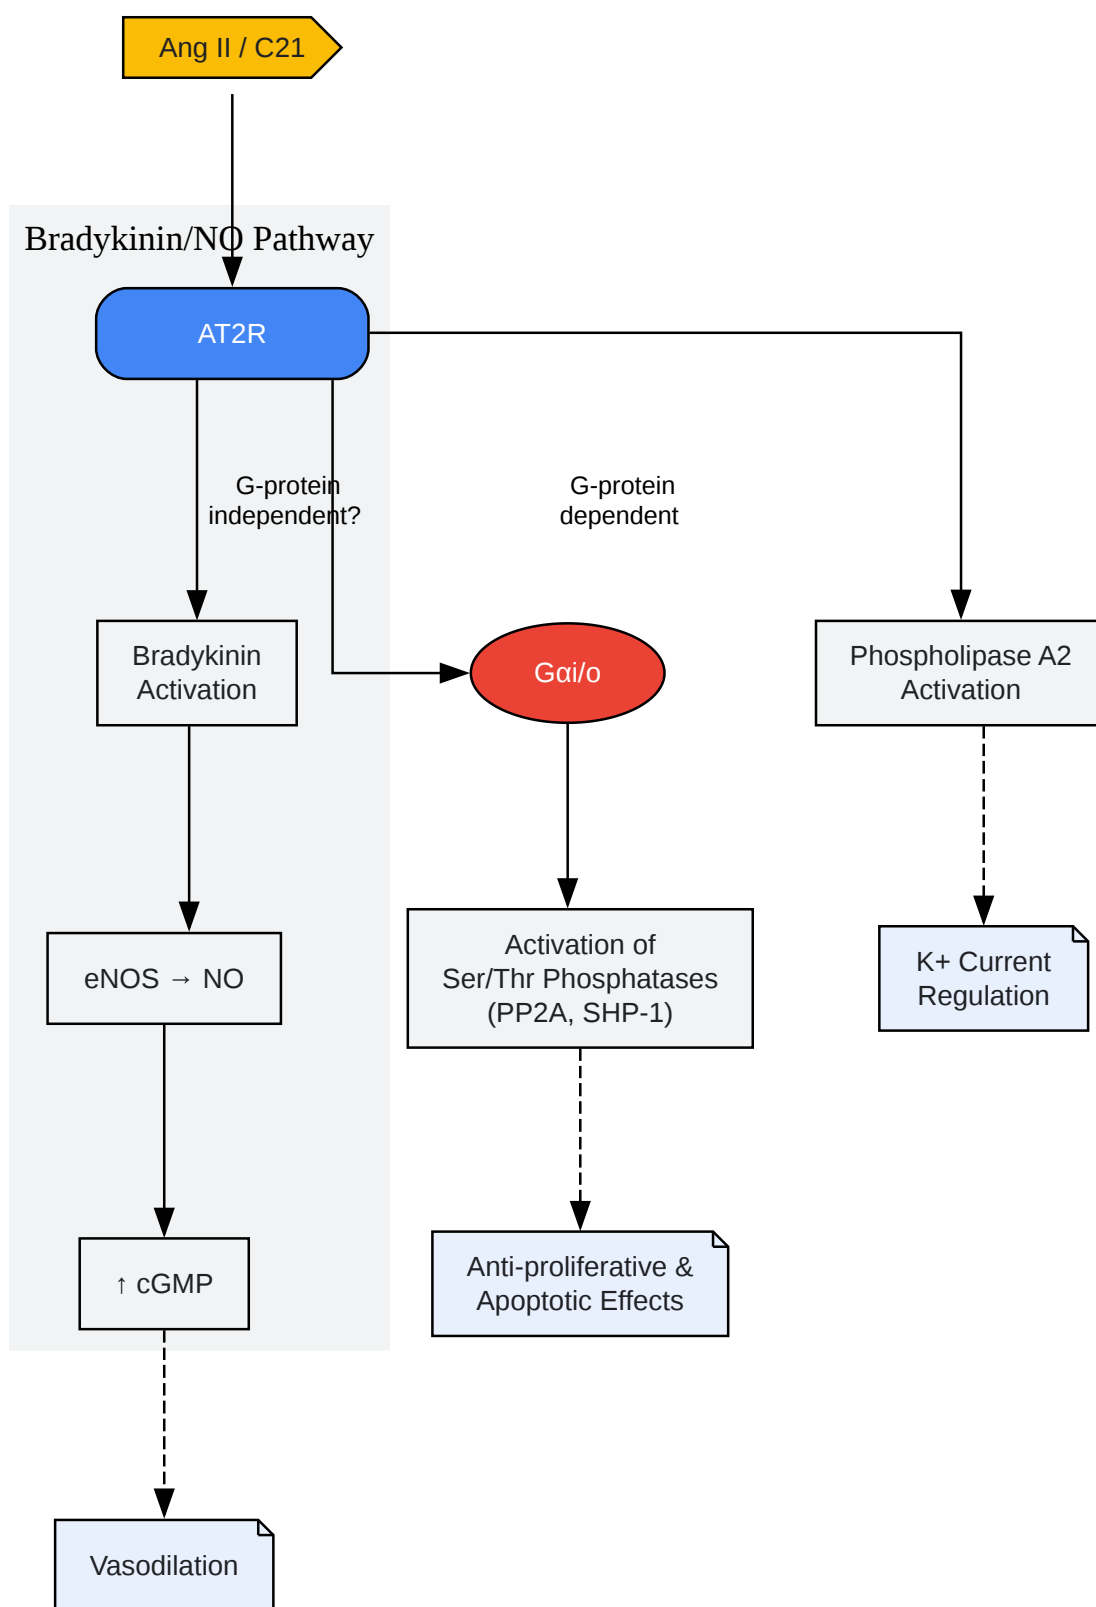 Ang II / C21
Bradykinin/NO Pathway
AT2R
G-protein
independent?
G-protein
dependent
Bradykinin
Activation
Gαi/o
Phospholipase A2
Activation
eNOS → NO
Activation of
Ser/Thr Phosphatases
(PP2A, SHP-1)
K+ Current
Regulation
↑ cGMP
Anti-proliferative &
Apoptotic Effects
Vasodilation